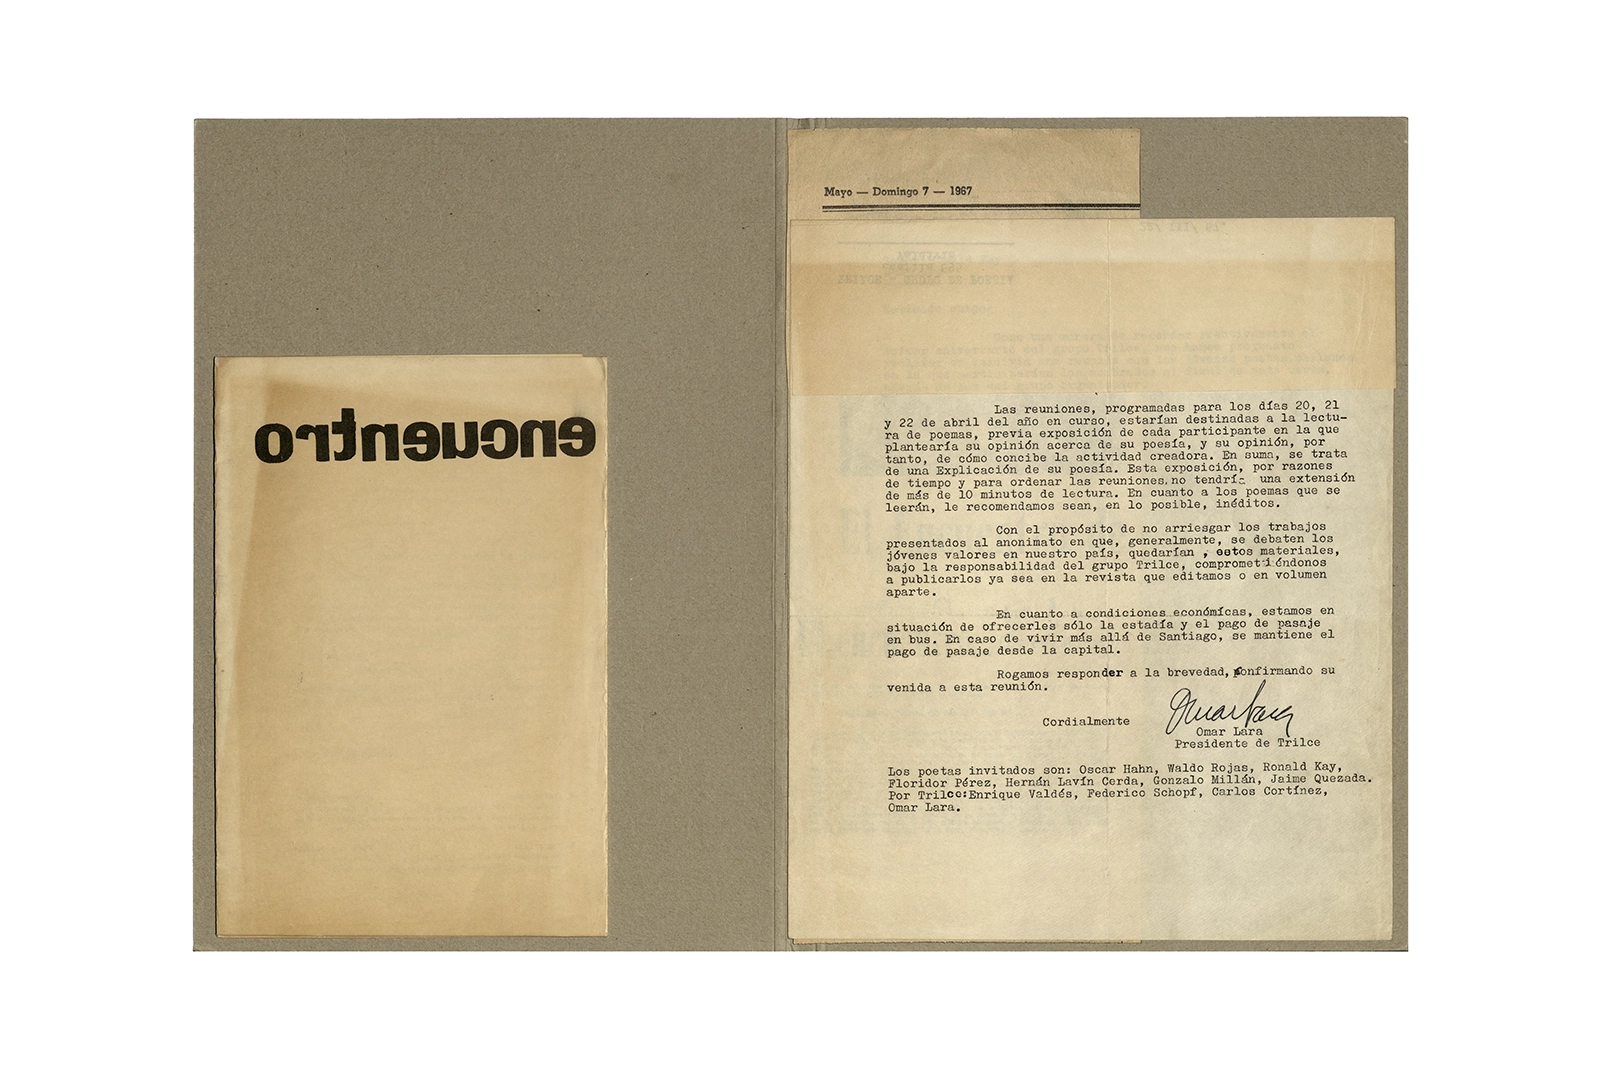 encuentro
Mayo — Domingo 7 — 1967
Las reuniones, programadas para los días 20, 21
y 22 de abril del año en curso, estarían destinadas a la lectu-
ra de poemas, previa exposición de cada participante en la que
plantearía su opinión acerca de su poesía, y su opinión, por
tanto, de cómo concibe la actividad creadora. En suma, se trata
de una Explicación de su poesía. Esta exposición, por razones
de tiempo y para ordenar las reuniones, no tendría una extensión
de más de 10 minutos de lectura. En cuanto a los poemas que se
leerán, le recomendamos sean, en lo posible, inéditos.
Con el propósito de no arriesgar los trabajos
presentados al anonimato en que, generalmente, se debaten los
jóvenes valores en nuestro país, quedarían , estos materiales,
bajo la responsabilidad del grupo Trilce, comprometiéndonos
a publicarlos ya sea en la revista que editamos o en volumen
aparte.
En cuanto a condiciones económicas, estamos en
situación de ofrecerles sólo la estadía y el pago de pasaje
en bus. En caso de vivir más allá de Santiago, se mantiene el
pago de pasaje desde la capital.
Rogamos responder a la brevedad, confirmando su
venida a esta reunión.
Cordialmente
Omar Lara
Omar Lara
Presidente de Trilce
Los poetas invitados son: Oscar Hahn, Waldo Rojas, Ronald Kay,
Floridor Pérez, Hernán Lavín Cerda, Gonzalo Millán, Jaime Quezada.
Por Trilce: Enrique Valdés, Federico Schopf, Carlos Cortínez,
Omar Lara.